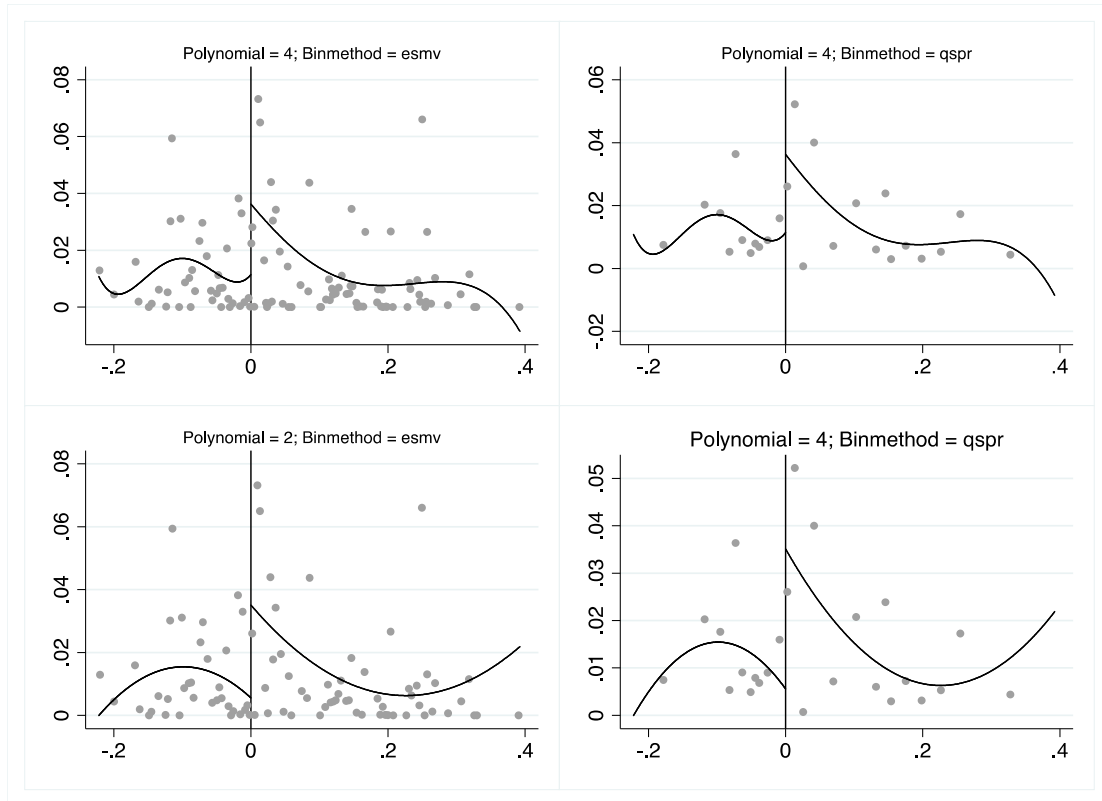 Polynomial = 4; Binmethod = esmv
.08
.06
.04
.02
0
-.2 0 .2 .4
Polynomial = 4; Binmethod = qspr
.06
.04
.02
0
-.02
-.2 0 .2 .4
Polynomial = 2; Binmethod = esmv
.08
.06
.04
.02
0
-.2 0 .2 .4
Polynomial = 4; Binmethod = qspr
.05
.04
.03
.02
.01
0
-.2 0 .2 .4